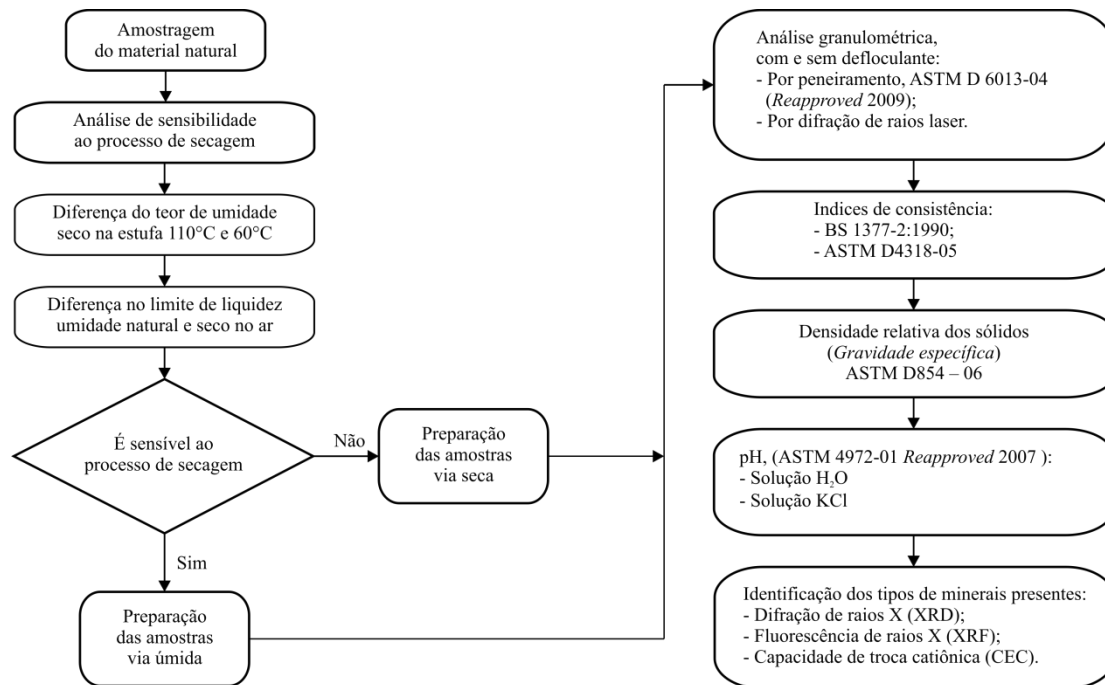 Amostragem
do material natural
Análise de sensibilidade
ao processo de secagem
Diferença do teor de umidade
seco na estufa 110°C e 60°C
Diferença no limite de liquidez
umidade natural e seco no ar
É sensível ao
processo de secagem
Não
Sim
Preparação
das amostras
via seca
Preparação
das amostras
via úmida
Análise granulométrica,
com e sem defloculante:
- Por peneiramento, ASTM D 6013-04
(Reapproved 2009);
- Por difração de raios laser.
Indices de consistência:
- BS 1377-2:1990;
- ASTM D4318-05
Densidade relativa dos sólidos
(Gravidade específica)
ASTM D854 – 06
pH, (ASTM 4972-01 Reapproved 2007 ):
- Solução H₂O
- Solução KCl
Identificação dos tipos de minerais presentes:
- Difração de raios X (XRD);
- Fluorescência de raios X (XRF);
- Capacidade de troca catiônica (CEC).